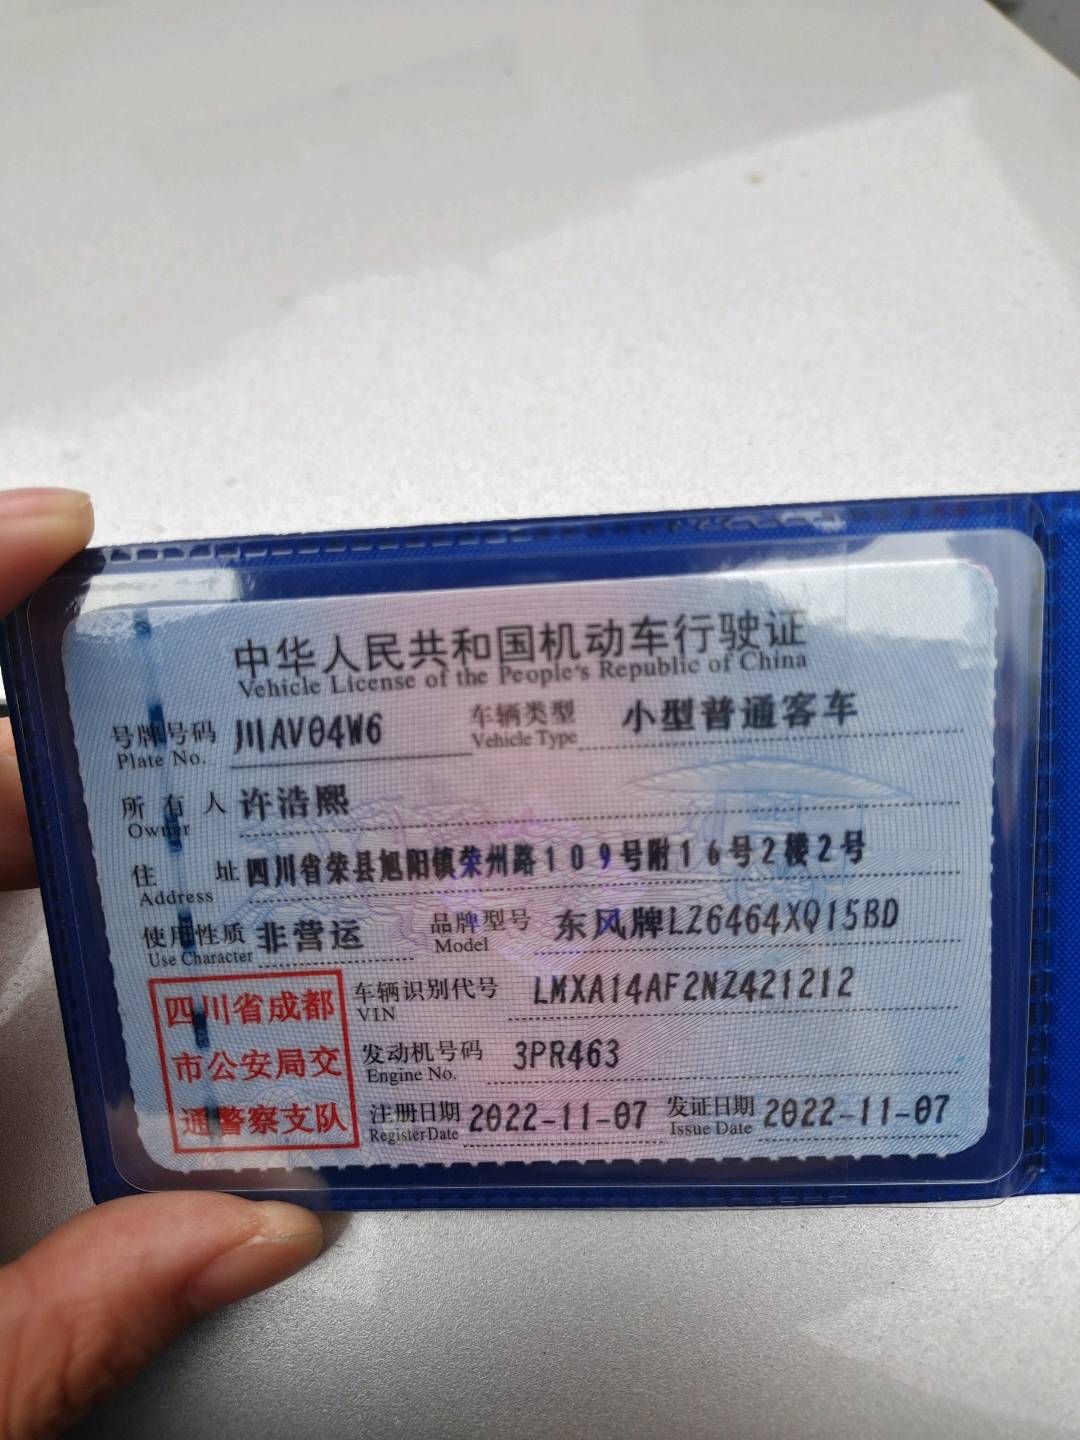 中华人民共和国机动车行驶证
Vehicle License of the People's Republic of China
号牌号码 川AV04W6 车辆类型 小型普通客车
Plate No. Vehicle Type
所有人 许浩熙
Owner
住址 四川省荣县旭阳镇荣州路109号附16号2楼2号
Address
使用性质 非营运 品牌型号 东风牌LZ6464XQ15BD
Use Character Model
四川省成都
市公安局交
通警察支队
车辆识别代号 LMXA14AF2NZ421212
VIN
发动机号码 3PR463
Engine No.
注册日期 2022-11-07 发证日期 2022-11-07
Register Date Issue Date